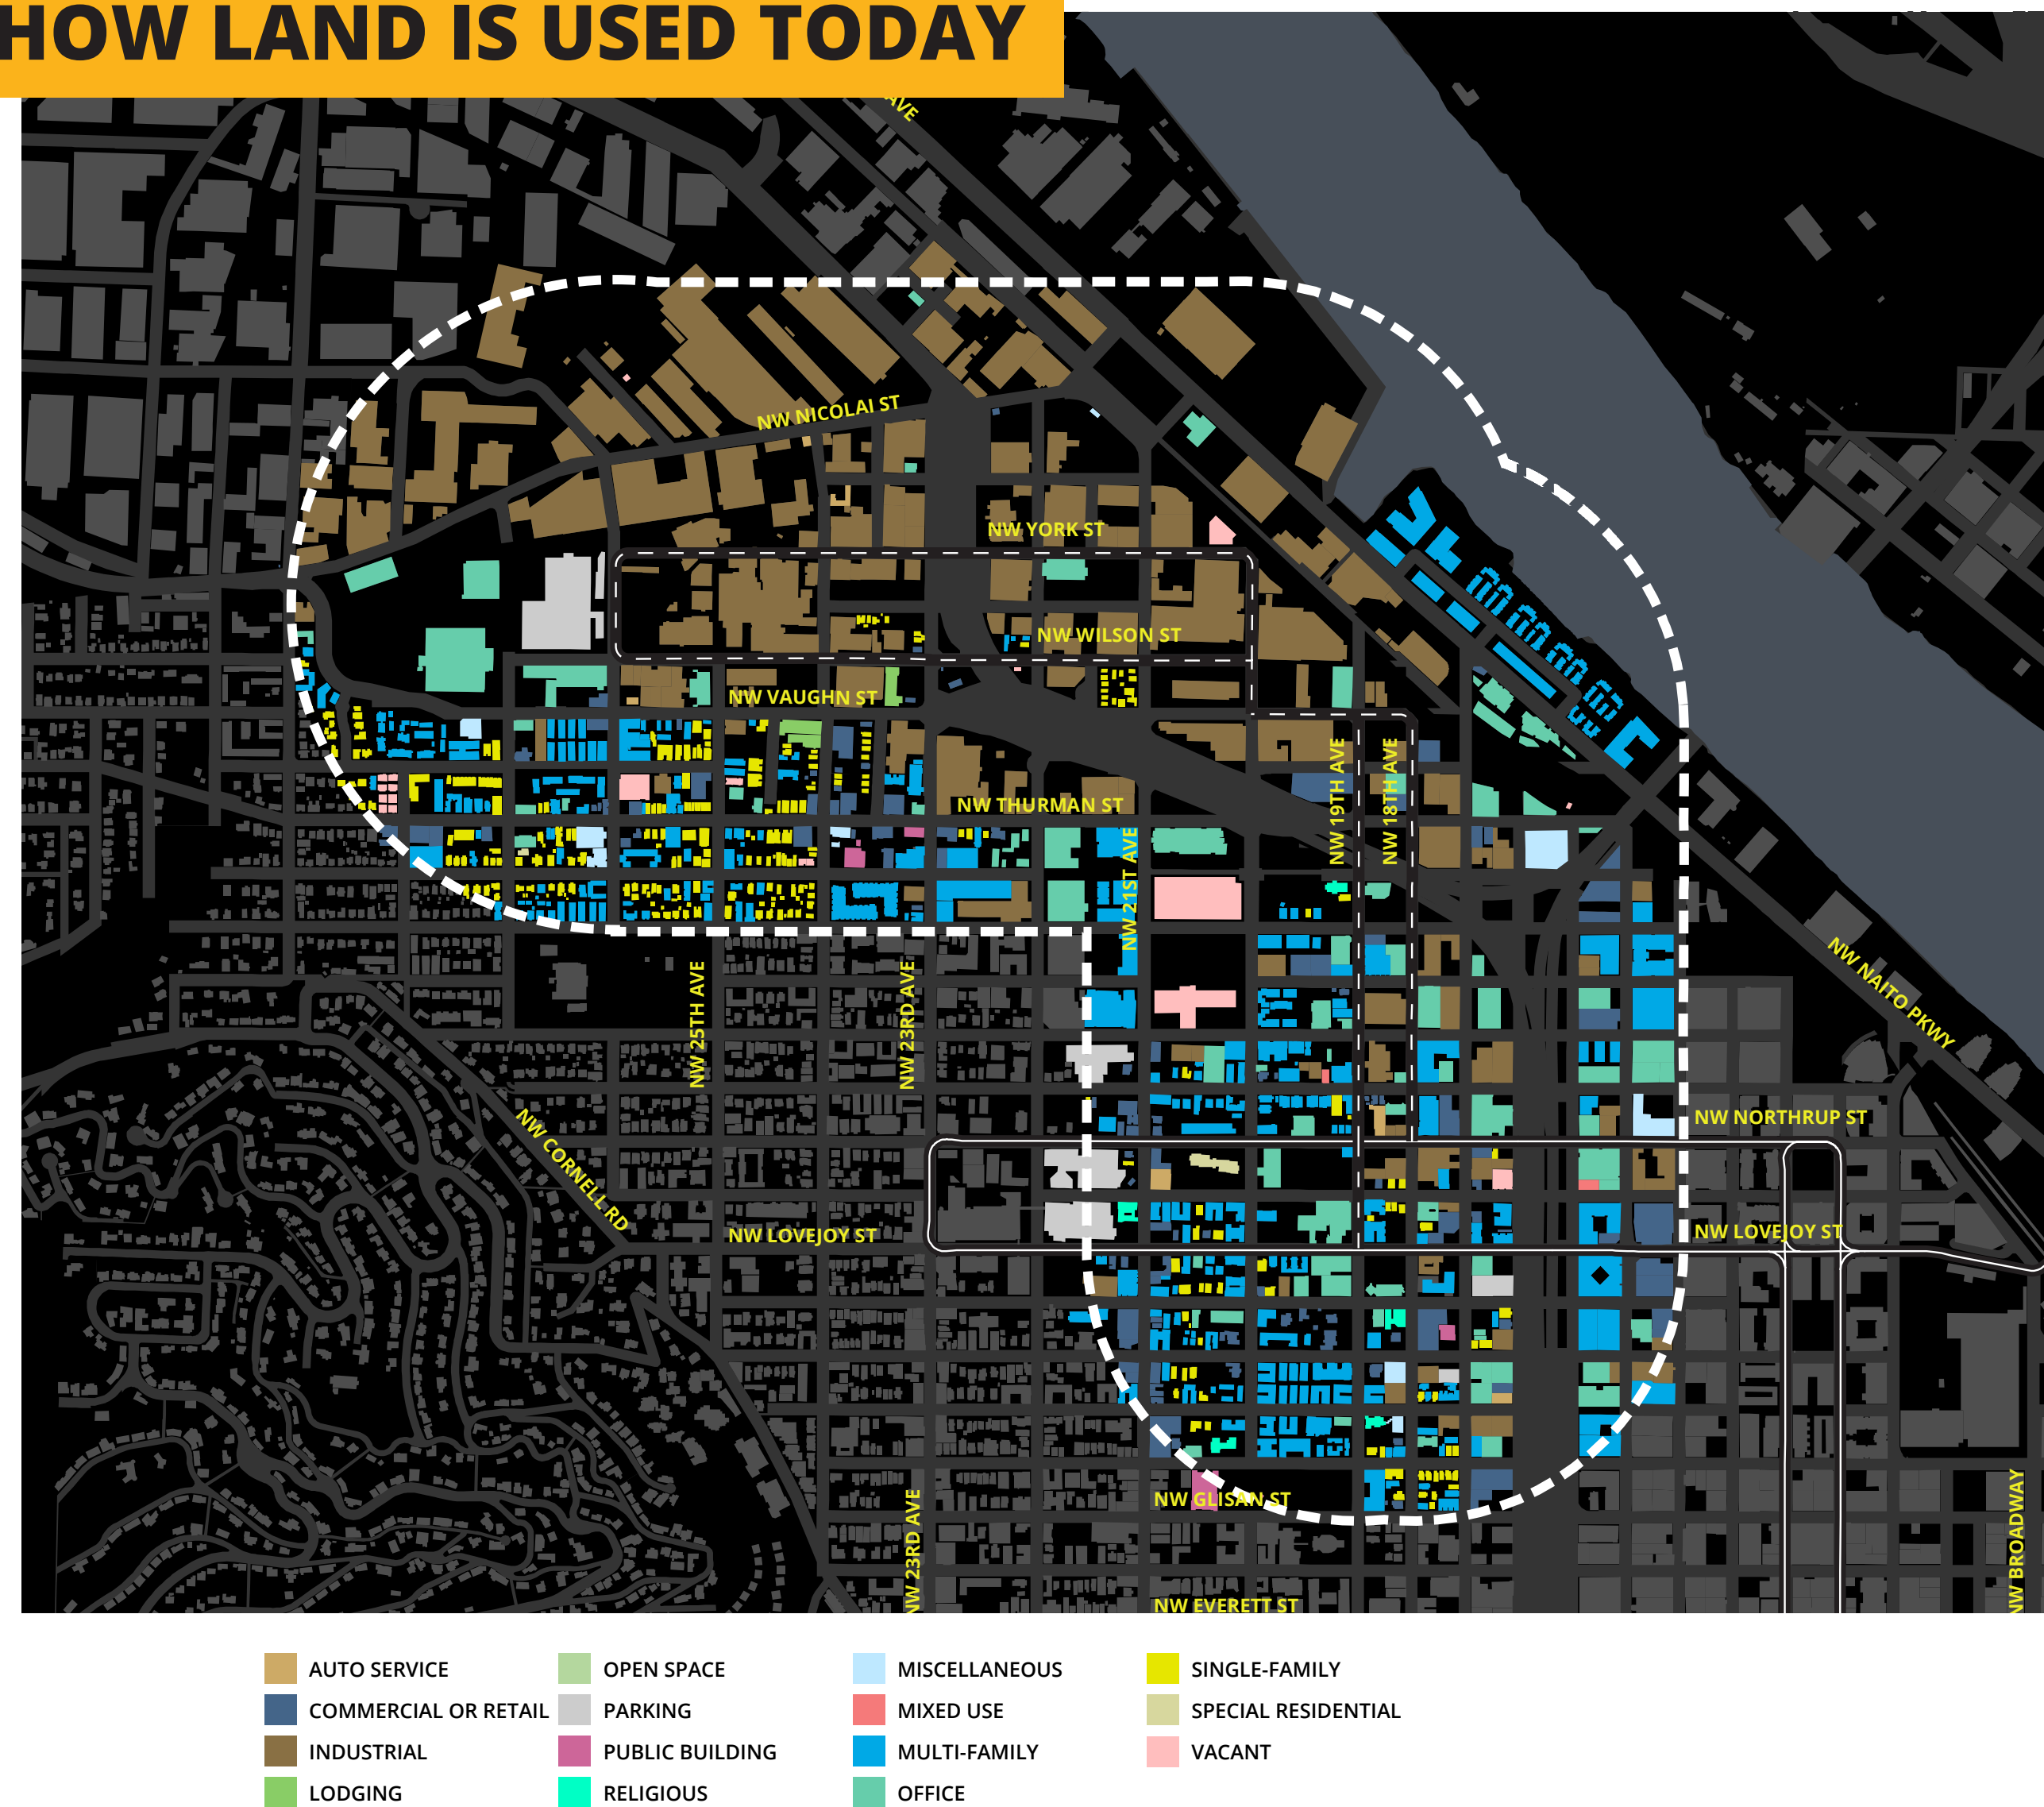 HOW LAND IS USED TODAY
AVE
NW NICOLAI ST
NW YORK ST
NW WILSON ST
NW VAUGHN ST
NW THURMAN ST
NW 19TH AVE
NW 18TH AVE
NW 21ST AVE
NW 25TH AVE
NW 23RD AVE
NW NAITO PKWY
NW CORNELL RD
NW NORTHRUP ST
NW LOVEJOY ST
NW LOVEJOY ST
NW GLISAN ST
NW 23RD AVE
NW BROADWAY
NW EVERETT ST
AUTO SERVICE
COMMERCIAL OR RETAIL
INDUSTRIAL
LODGING
OPEN SPACE
PARKING
PUBLIC BUILDING
RELIGIOUS
MISCELLANEOUS
MIXED USE
MULTI-FAMILY
OFFICE
SINGLE-FAMILY
SPECIAL RESIDENTIAL
VACANT